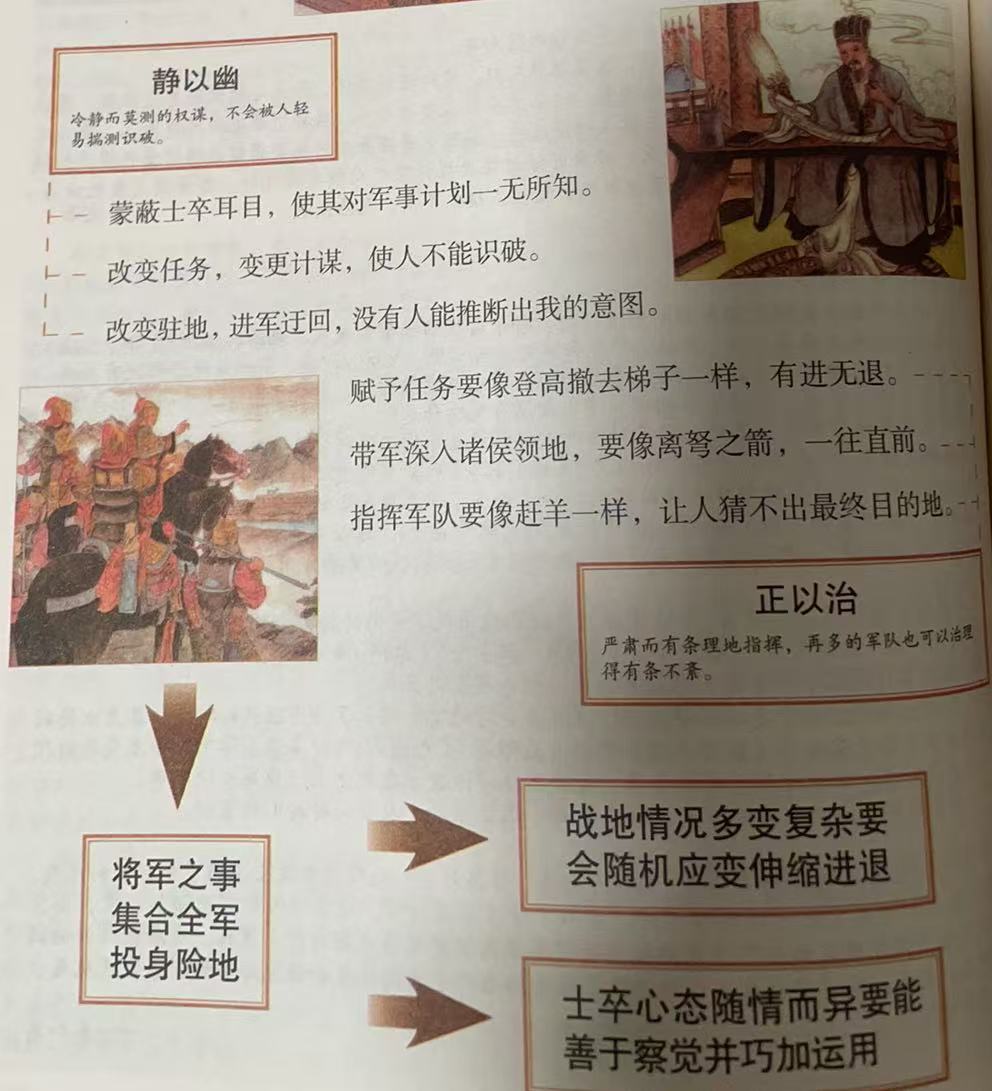 静以幽
冷静而莫测的权谋，不会被人轻
易揣测识破。
蒙蔽士卒耳目，使其对军事计划一无所知。
改变任务，变更计谋，使人不能识破。
改变驻地，进军迂回，没有人能推断出我的意图。
赋予任务要像登高撤去梯子一样，有进无退。
带军深入诸侯领地，要像离弩之箭，一往直前。
指挥军队要像赶羊一样，让人猜不出最终目的地。
正以治
严肃而有条理地指挥，再多的军队也可以治理
得有条不紊。
将军之事
集合全军
投身险地
战地情况多变复杂要
会随机应变伸缩进退
士卒心态随情而异要能
善于察觉并巧加运用